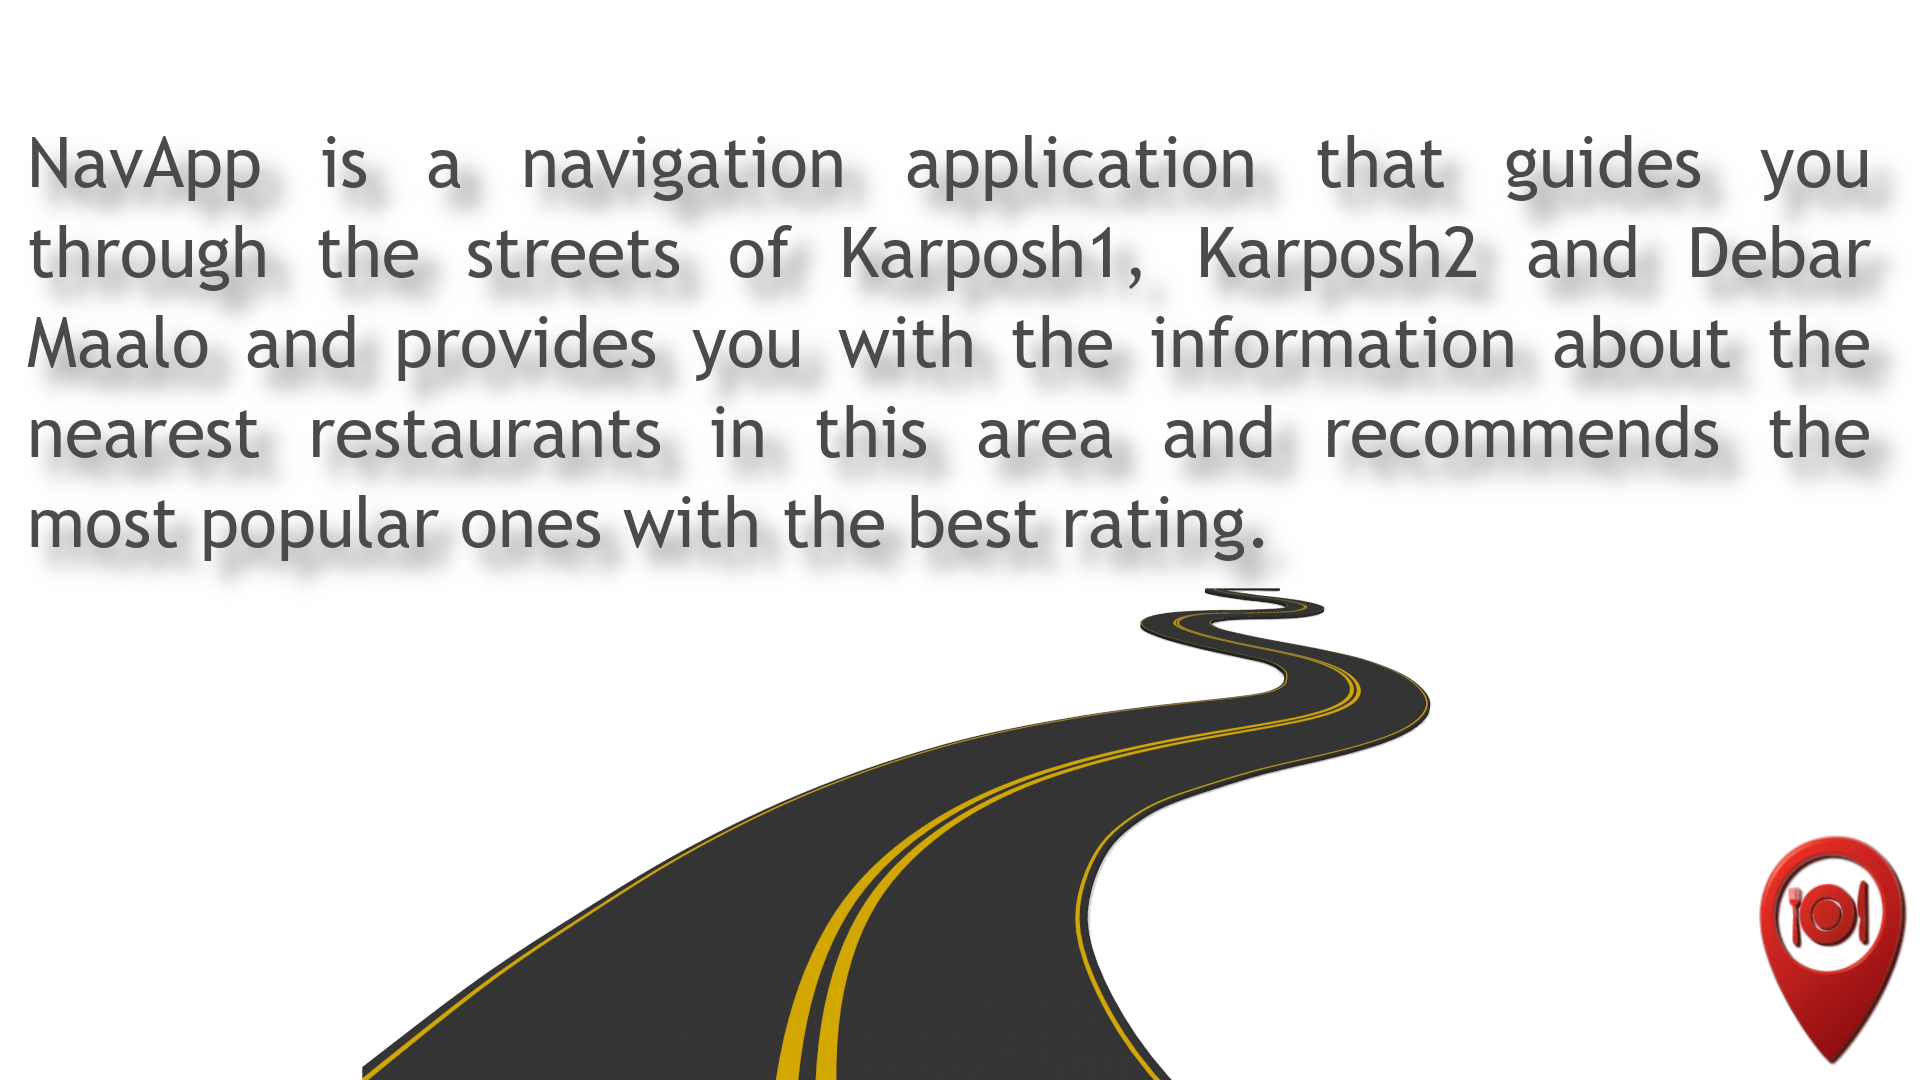 NavApp is a navigation application that guides you
through the streets of Karposh1, Karposh2 and Debar
Maalo and provides you with the information about the
nearest restaurants in this area and recommends the
most popular ones with the best rating.